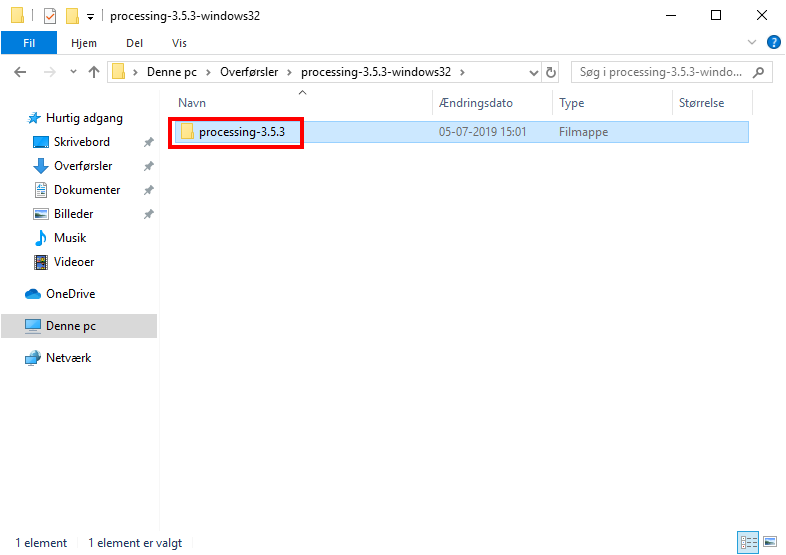 processing-3.5.3-windows32
Fil Hjem Del Vis
Denne pc Overførsler processing-3.5.3-windows32 Søg i processing-3.5.3-windo...
Navn Ændringsdato Type Størrelse
processing-3.5.3 05-07-2019 15:01 Filmappe
Hurtig adgang
Skrivebord
Overførsler
Dokumenter
Billeder
Musik
Videoer
OneDrive
Denne pc
Netværk
1 element 1 element er valgt